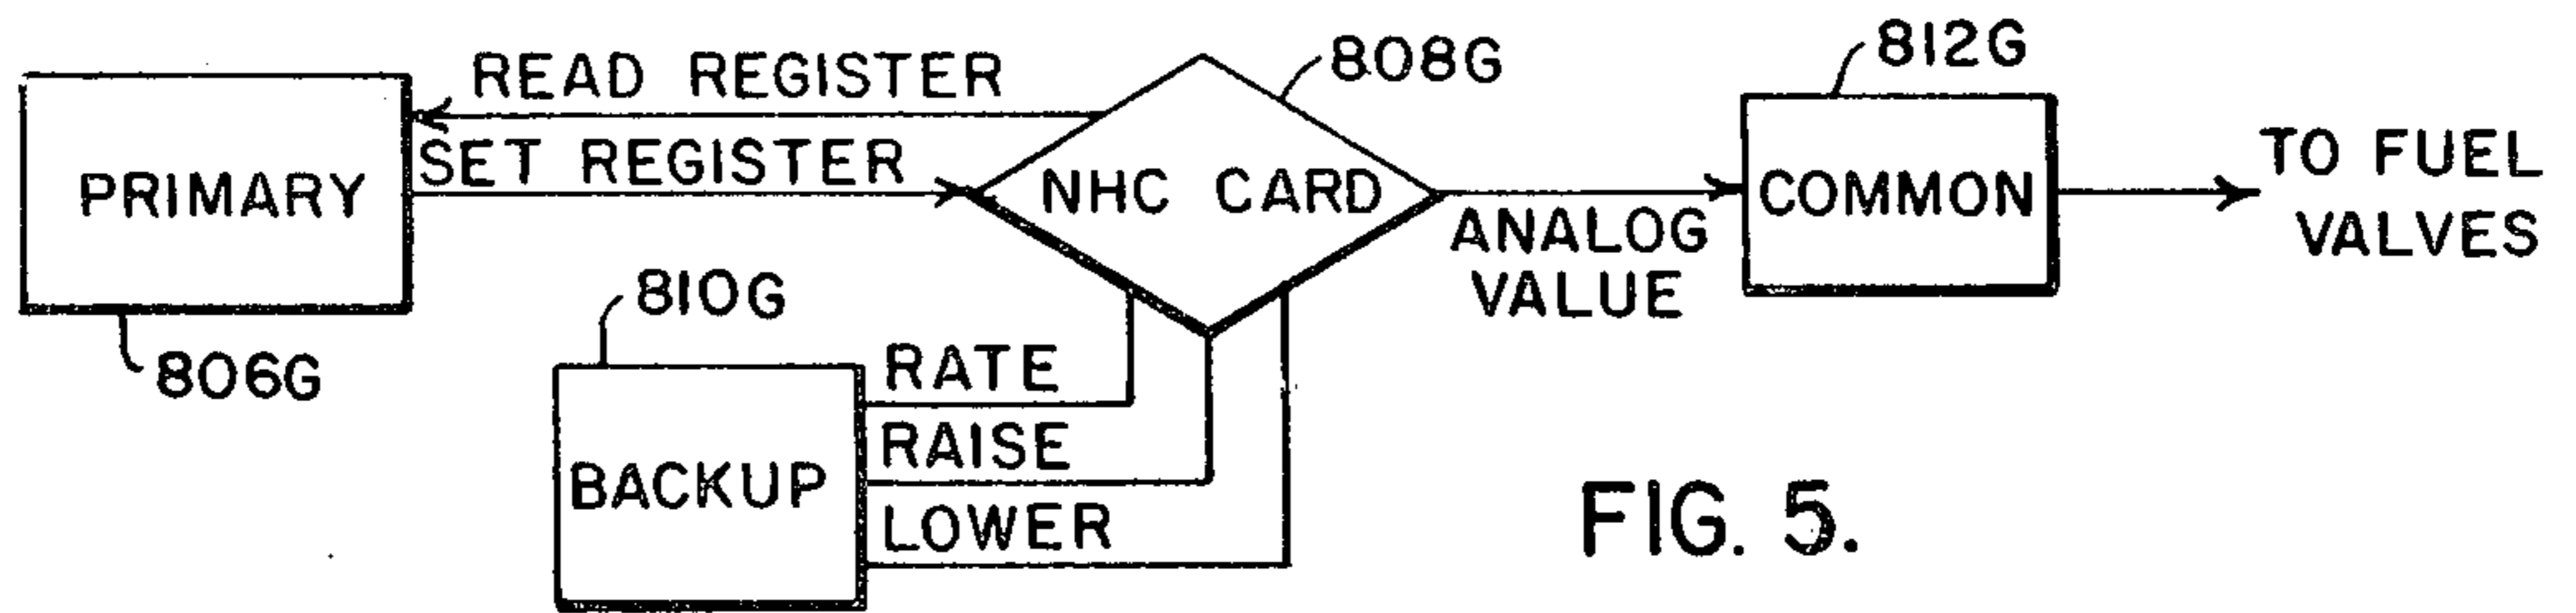 READ REGISTER
808G
812G
SET REGISTER
PRIMARY
NHC CARD
COMMON
TO FUEL
VALVES
ANALOG
VALUE
810G
806G
RATE
RAISE
BACKUP
LOWER
FIG. 5.